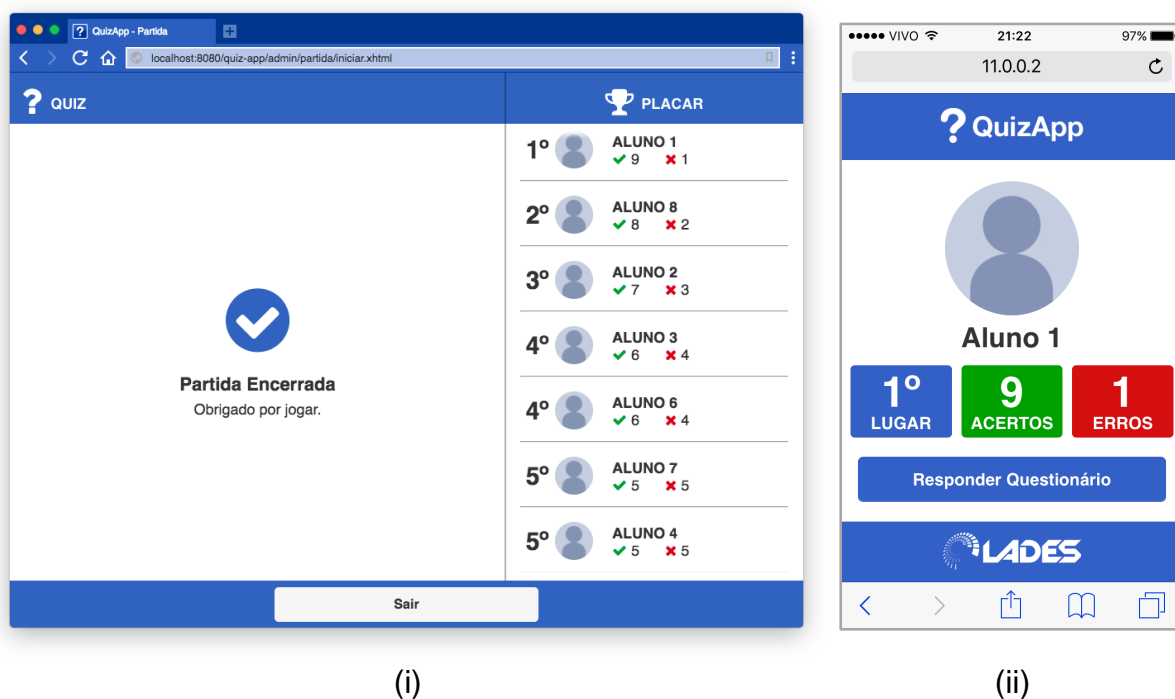 QuizApp - Partida
localhost:8080/quiz-app/admin/partida/iniciar.xhtml
? QUIZ
PLACAR
1º ALUNO 1
9 1
2º ALUNO 8
8 2
3º ALUNO 2
7 3
4º ALUNO 3
6 4
4º ALUNO 6
6 4
5º ALUNO 7
5 5
5º ALUNO 4
5 5
Partida Encerrada
Obrigado por jogar.
Sair
(i)
VIVO 21:22 97%
11.0.0.2
? QuizApp
Aluno 1
1º 9 1
LUGAR ACERTOS ERROS
Responder Questionário
LADES
(ii)